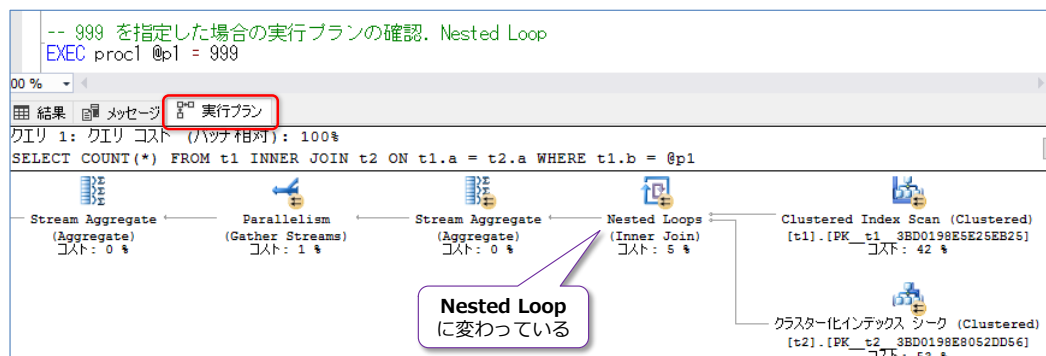 -- 999 を指定した場合の実行プランの確認. Nested Loop
EXEC proc1 @p1 = 999
00 %
結果 メッセージ 実行プラン
クエリ 1: クエリ コスト (バッチ相対): 100%
SELECT COUNT(*) FROM t1 INNER JOIN t2 ON t1.a = t2.a WHERE t1.b = @p1
Stream Aggregate
(Aggregate)
コスト: 0 %
Parallelism
(Gather Streams)
コスト: 1 %
Stream Aggregate
(Aggregate)
コスト: 0 %
Nested Loops
(Inner Join)
コスト: 5 %
Clustered Index Scan (Clustered)
[t1].[PK__t1__3BD0198E5E25EB25]
コスト: 42 %
Nested Loop
に変わっている
クラスター化インデックス シーク (Clustered)
[t2].[PK__t2__3BD0198E8052DD56]
コスト: 53 %